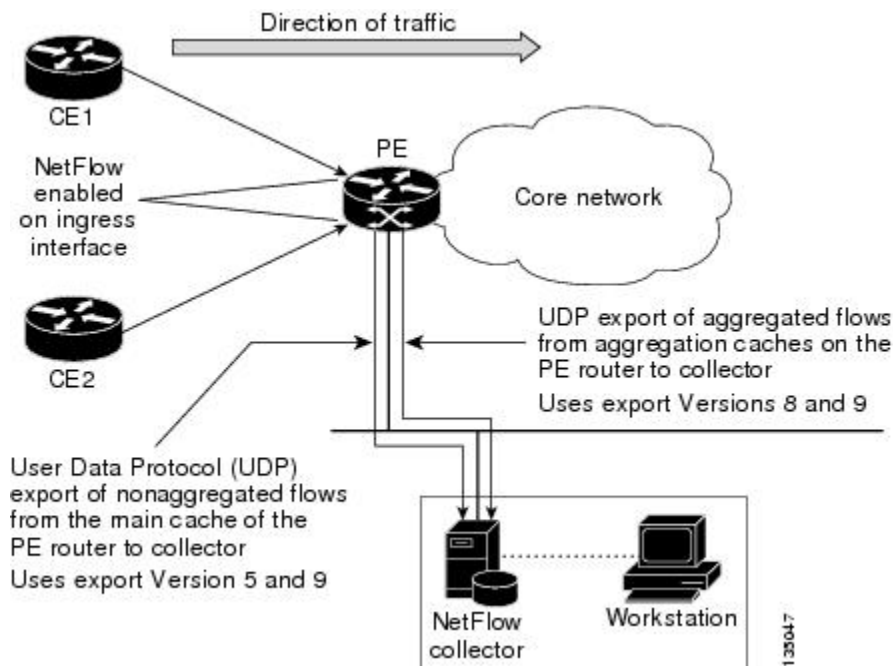 Direction of traffic
CE1
PE
NetFlow
enabled
on ingress
interface
Core network
CE2
UDP export of aggregated flows
from aggregation caches on the
PE router to collector
Uses export Versions 8 and 9
User Data Protocol (UDP)
export of nonaggregated flows
from the main cache of the
PE router to collector
Uses export Version 5 and 9
NetFlow
collector
Workstation
135047